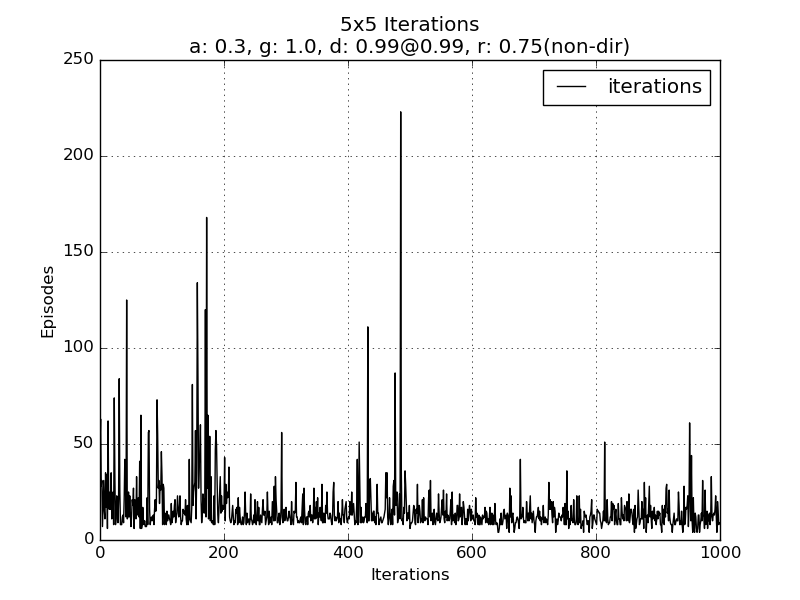 5x5 Iterations
a: 0.3, g: 1.0, d: 0.99@0.99, r: 0.75(non-dir)
iterations
250
200
150
100
50
0
Episodes
0 200 400 600 800 1000
Iterations